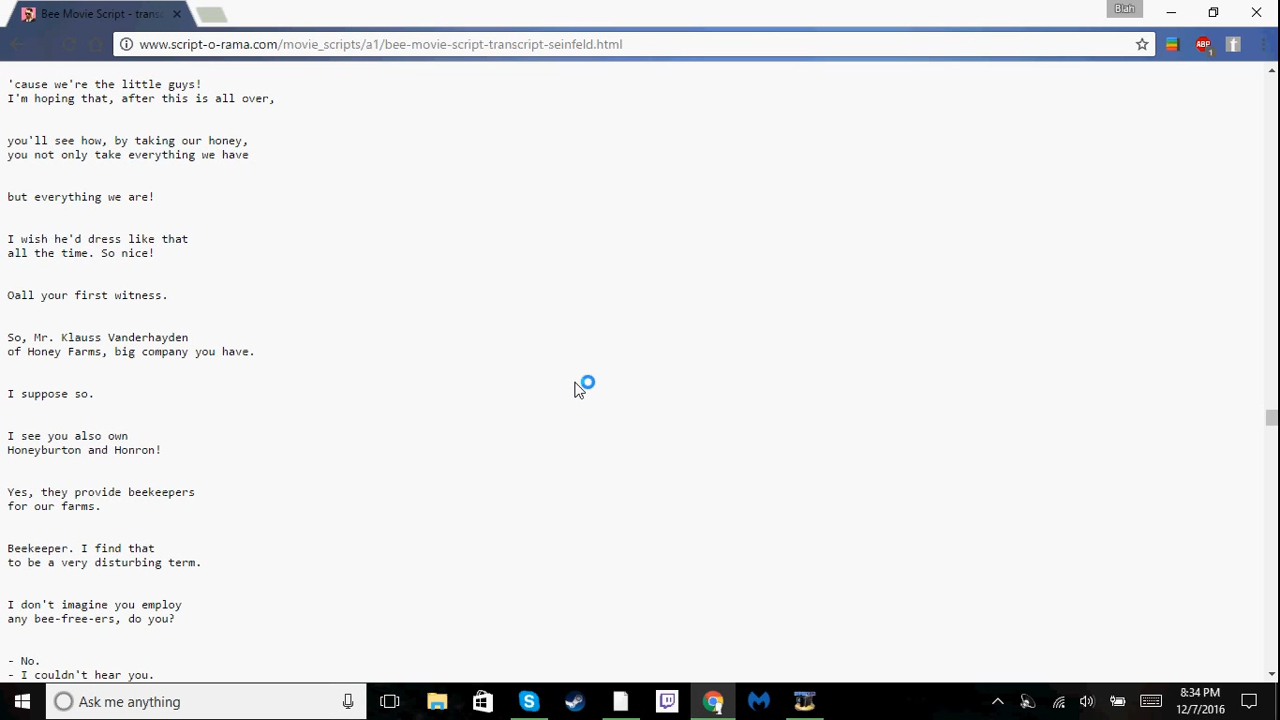 Bee Movie Script - transc
Blah
www.script-o-rama.com/movie_scripts/a1/bee-movie-script-transcript-seinfeld.html
ABP
1
'cause we're the little guys!
I'm hoping that, after this is all over,
you'll see how, by taking our honey,
you not only take everything we have
but everything we are!
I wish he'd dress like that
all the time. So nice!
Oall your first witness.
So, Mr. Klauss Vanderhayden
of Honey Farms, big company you have.
I suppose so.
I see you also own
Honeyburton and Honron!
Yes, they provide beekeepers
for our farms.
Beekeeper. I find that
to be a very disturbing term.
I don't imagine you employ
any bee-free-ers, do you?
- No.
- I couldn't hear you.
Ask me anything
8:34 PM
12/7/2016